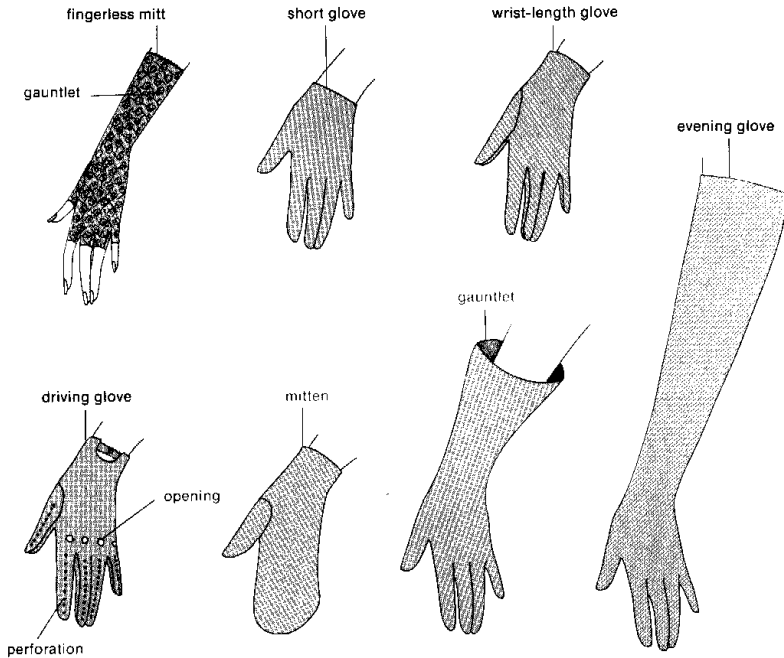 fingerless mitt
short glove
wrist-length glove
gauntlet
evening glove
gauntlet
driving glove
mitten
opening
perforation